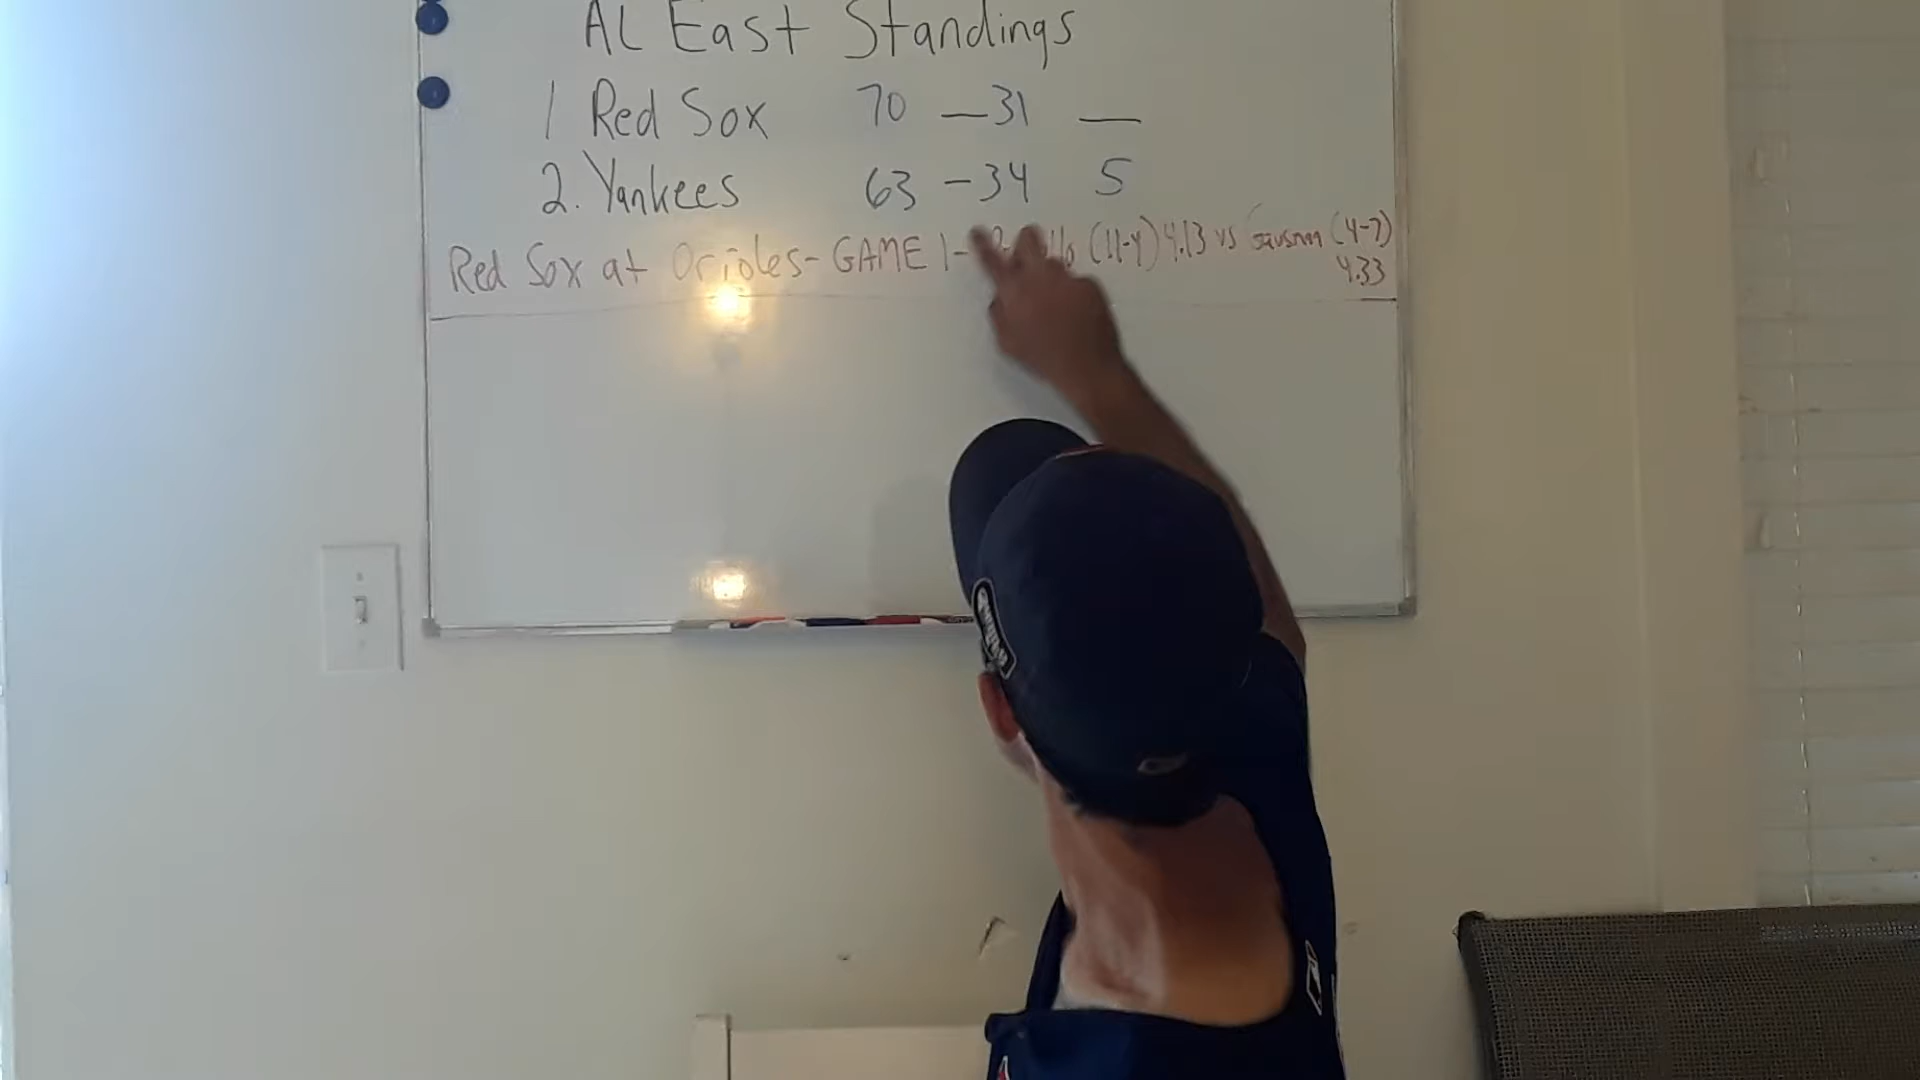 AL East Standings
1 Red Sox 70 — 31 —
2. Yankees 63 - 34 5
Red Sox at Orioles- GAME 1- (11-4) 4.13 vs (4-7)
4.33